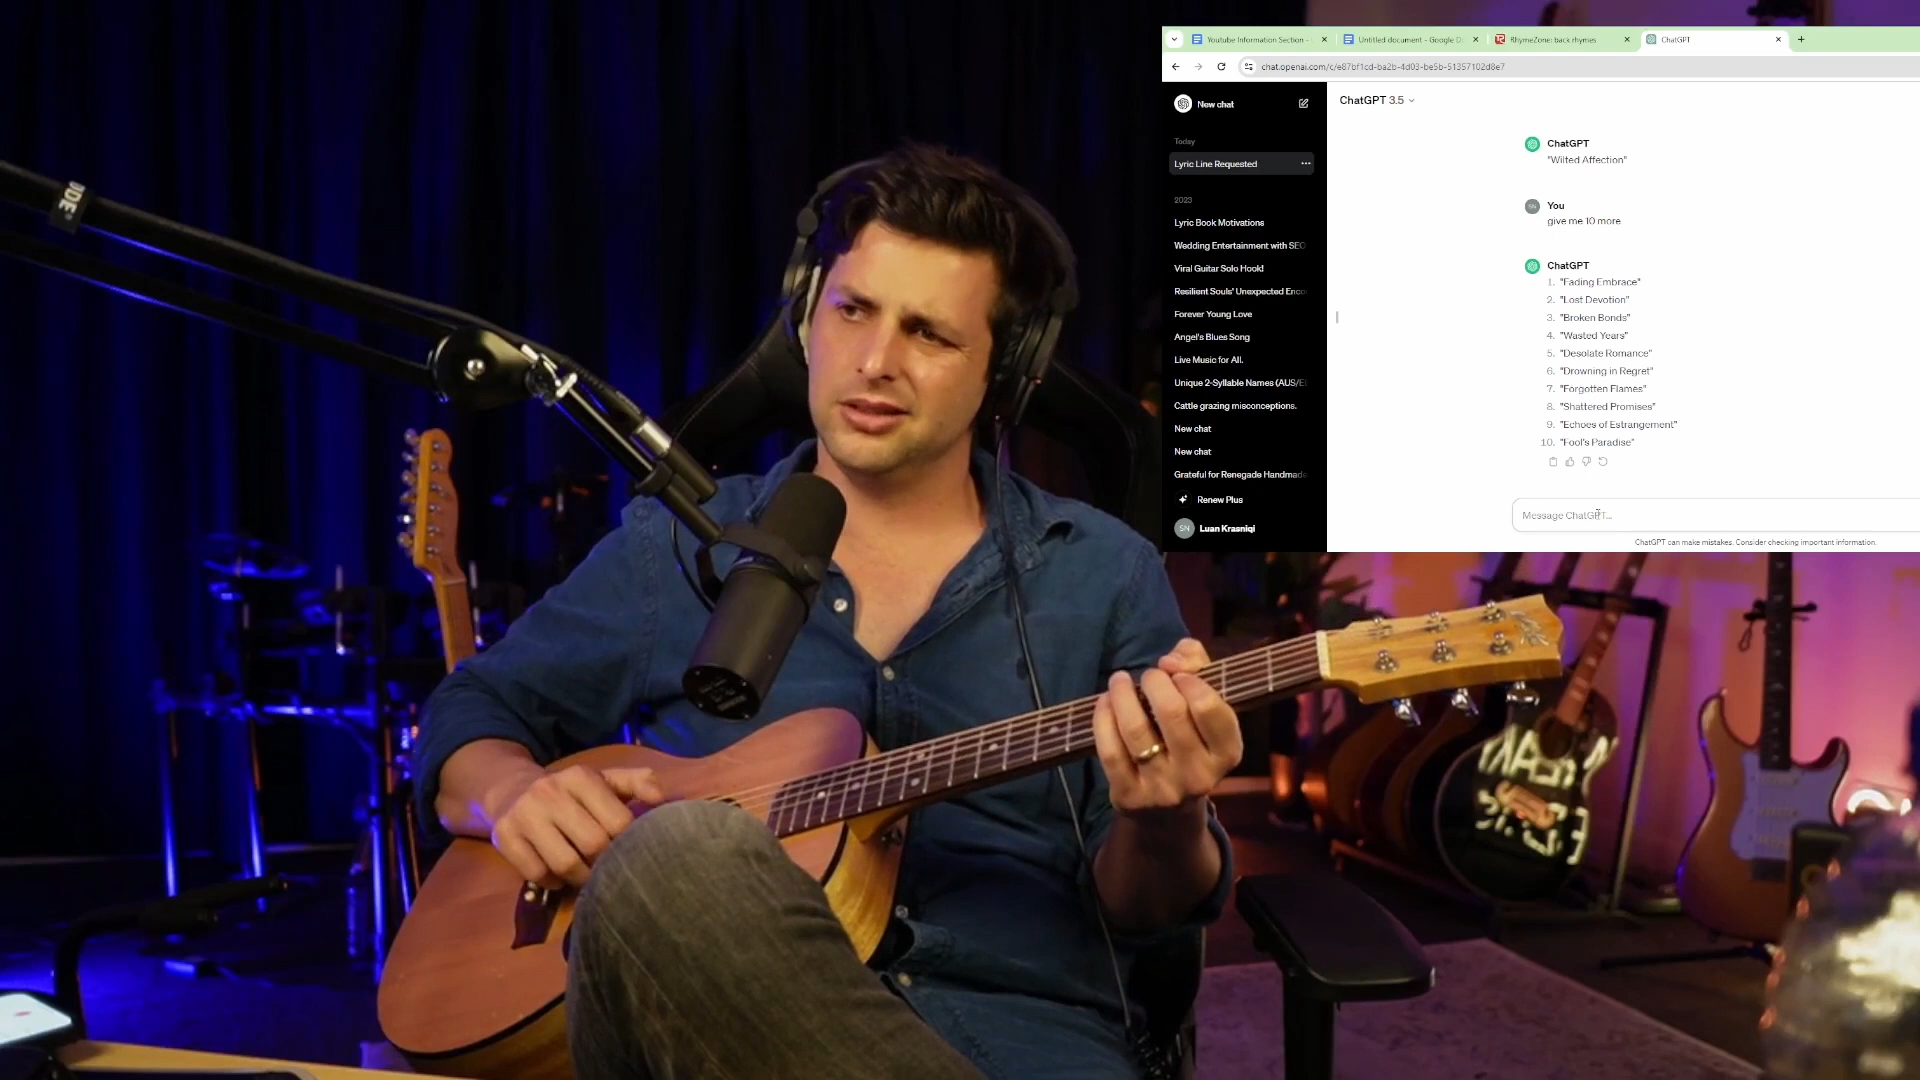 Youtube Information Section -
Untitled document - Google D
RhymeZone: back rhymes
ChatGPT
chat.openai.com/c/e87bf1cd-ba2b-4d03-be5b-51357102d8e7
New chat
ChatGPT 3.5
Today
Lyric Line Requested
2023
Lyric Book Motivations
Wedding Entertainment with SEO
Viral Guitar Solo Hook!
Resilient Souls' Unexpected Enco
Forever Young Love
Angel's Blues Song
Live Music for All.
Unique 2-Syllable Names (AUS/E
Cattle grazing misconceptions.
New chat
New chat
Grateful for Renegade Handmade
Renew Plus
SN Luan Krasniqi
ChatGPT
"Wilted Affection"
SN You
give me 10 more
ChatGPT
1. "Fading Embrace"
2. "Lost Devotion"
3. "Broken Bonds"
4. "Wasted Years"
5. "Desolate Romance"
6. "Drowning in Regret"
7. "Forgotten Flames"
8. "Shattered Promises"
9. "Echoes of Estrangement"
10. "Fool's Paradise"
Message ChatGPT...
ChatGPT can make mistakes. Consider checking important information.